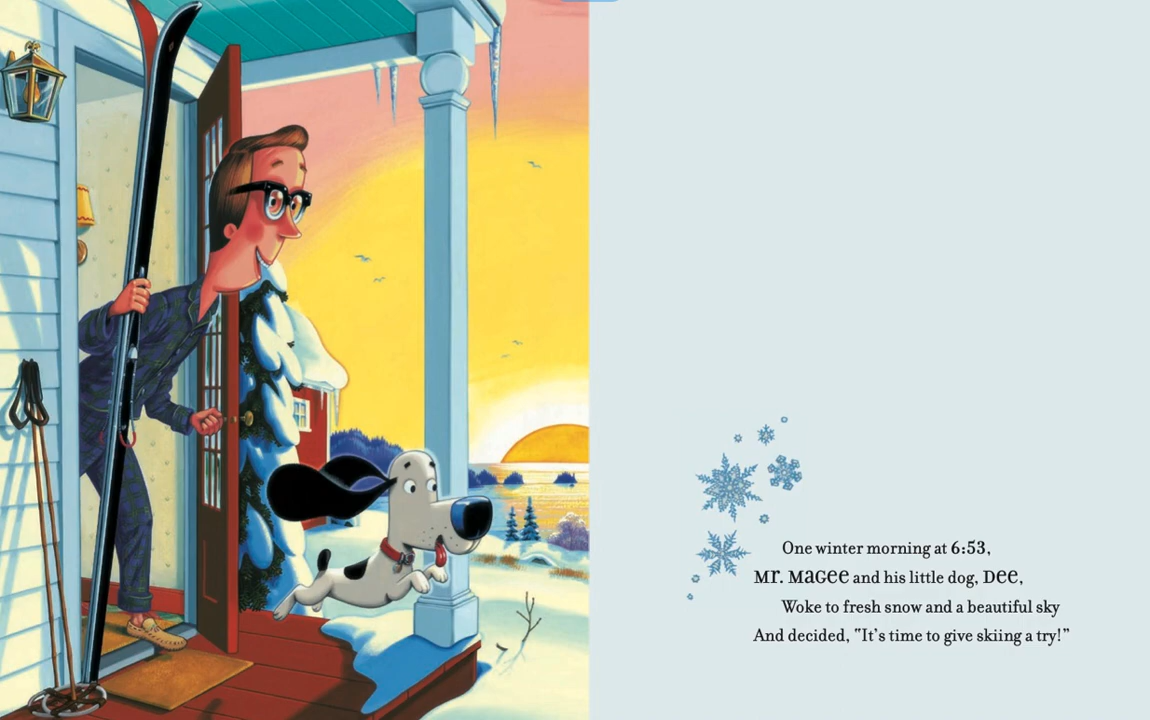 One winter morning at 6:53,
Mr. Magee and his little dog, Dee,
Woke to fresh snow and a beautiful sky
And decided, "It's time to give skiing a try!"